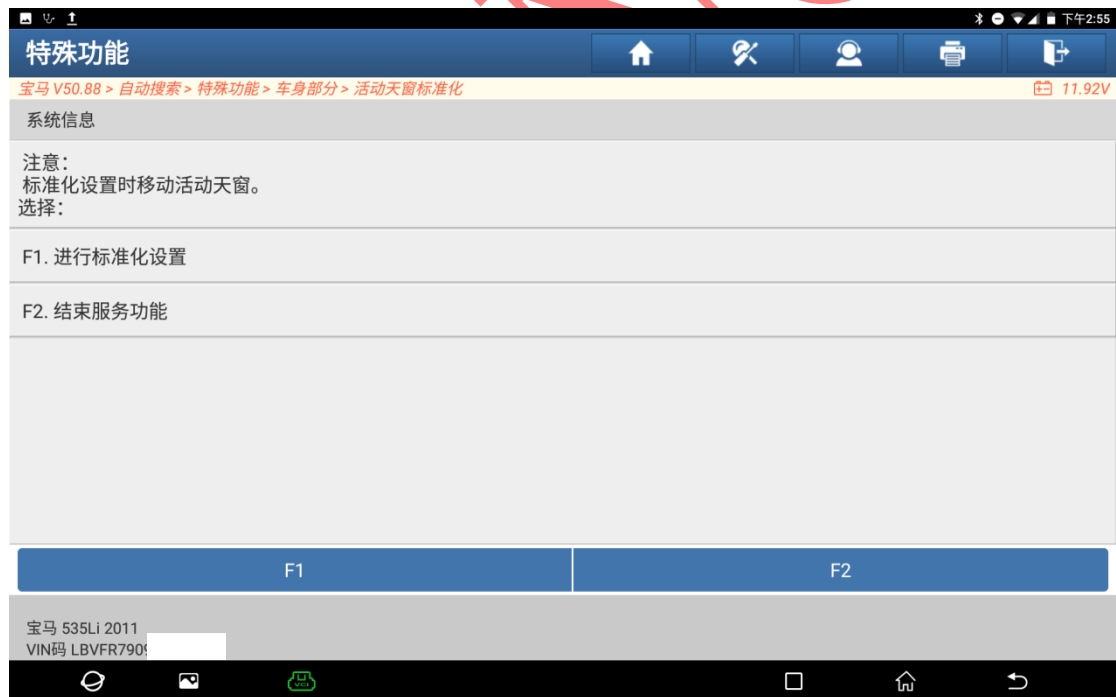 下午2:55
特殊功能
宝马 V50.88 > 自动搜索 > 特殊功能 > 车身部分 > 活动天窗标准化
11.92V
系统信息
注意：
标准化设置时移动活动天窗。
选择：
F1. 进行标准化设置
F2. 结束服务功能
F1
F2
宝马 535Li 2011
VIN码 LBVFR7909
VCI